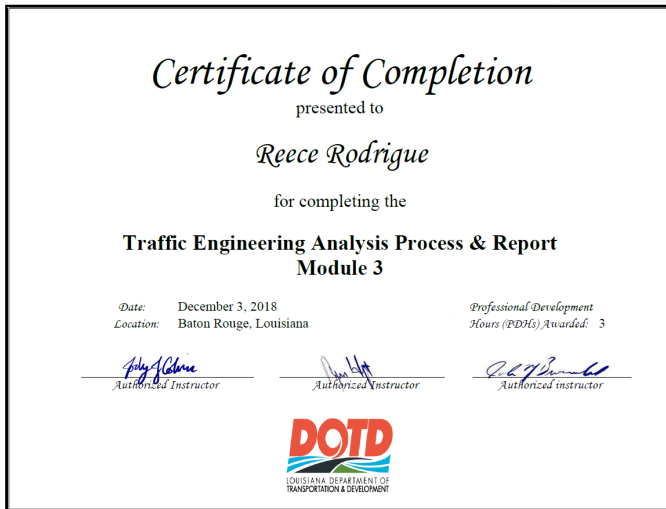 Certificate of Completion
presented to
Reece Rodrigue
for completing the
Traffic Engineering Analysis Process & Report
Module 3
Date: December 3, 2018
Location: Baton Rouge, Louisiana
Professional Development
Hours (PDHs) Awarded: 3
Authorized Instructor
Authorized Instructor
Authorized instructor
DOTD
LOUISIANA DEPARTMENT OF
TRANSPORTATION & DEVELOPMENT